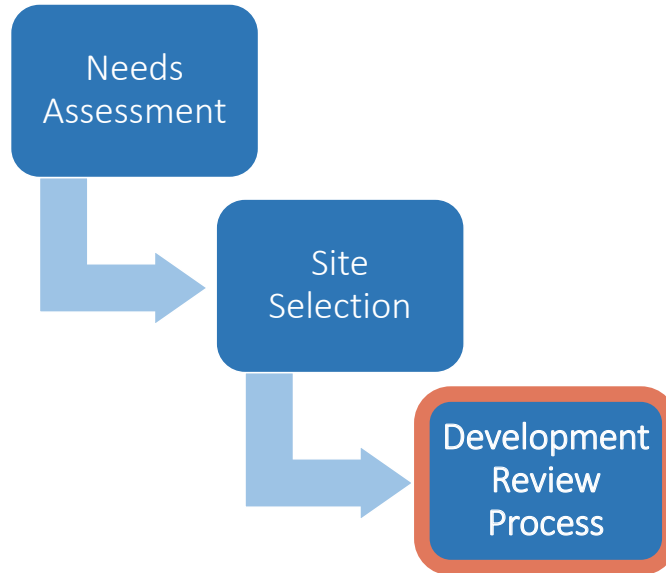 Needs
Assessment
Site
Selection
Development
Review
Process